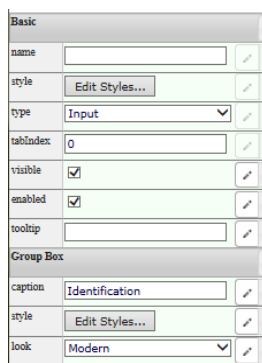 Basic
name
style Edit Styles...
type Input
tabIndex 0
visible
enabled
tooltip
Group Box
caption Identification
style Edit Styles...
look Modern